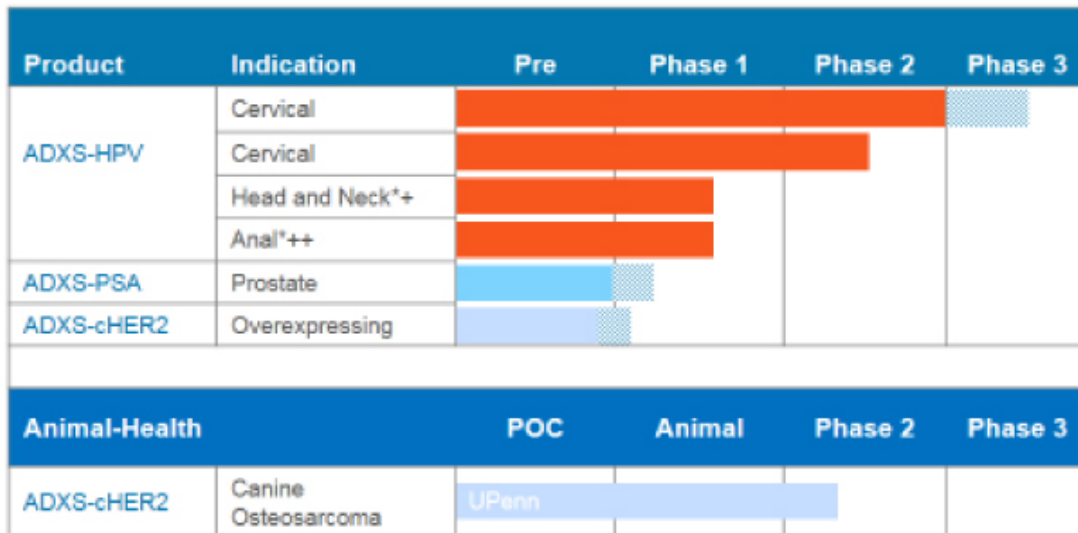 Product Indication Pre Phase 1 Phase 2 Phase 3
ADXS-HPV
Cervical
Cervical
Head and Neck*+
Anal*++
ADXS-PSA Prostate
ADXS-cHER2 Overexpressing
Animal-Health POC Animal Phase 2 Phase 3
ADXS-cHER2
Canine
Osteosarcoma
UPenn